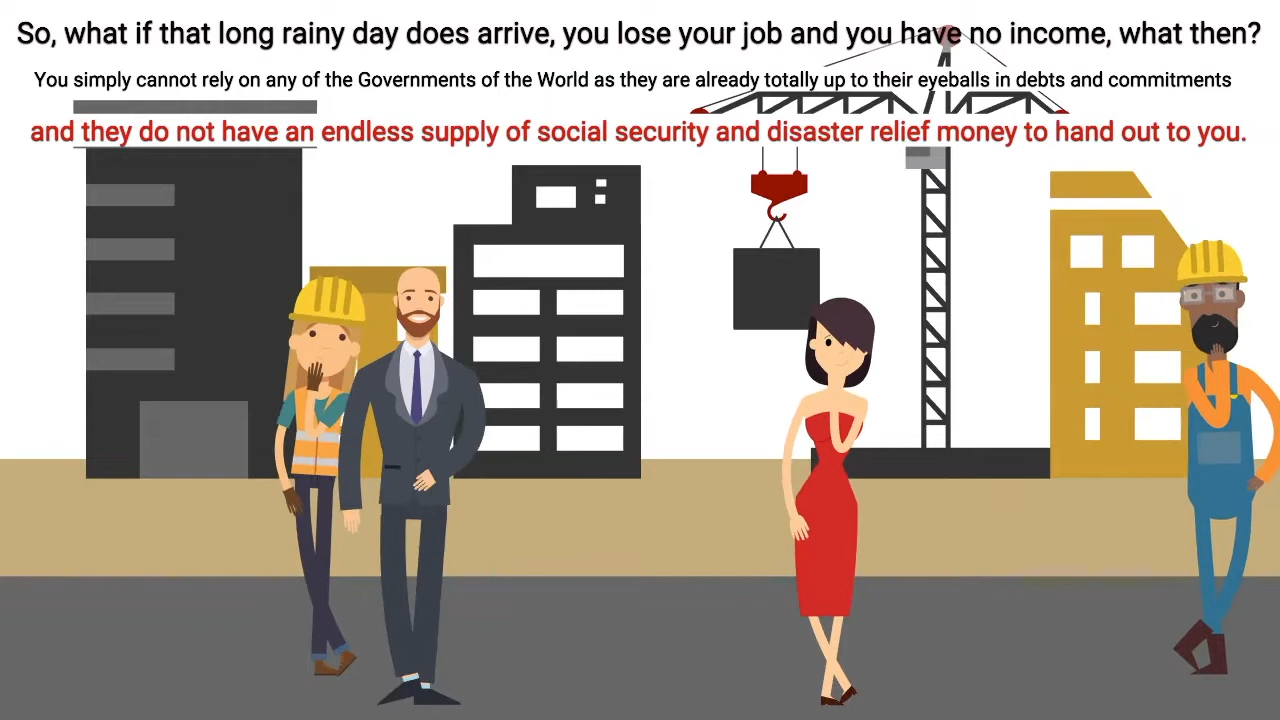 So, what if that long rainy day does arrive, you lose your job and you have no income, what then?
You simply cannot rely on any of the Governments of the World as they are already totally up to their eyeballs in debts and commitments
and they do not have an endless supply of social security and disaster relief money to hand out to you.